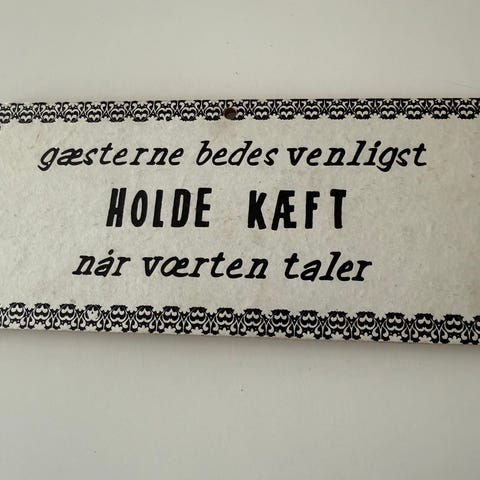 gæsterne bedes venligst
HOLDE KÆFT
når værten taler